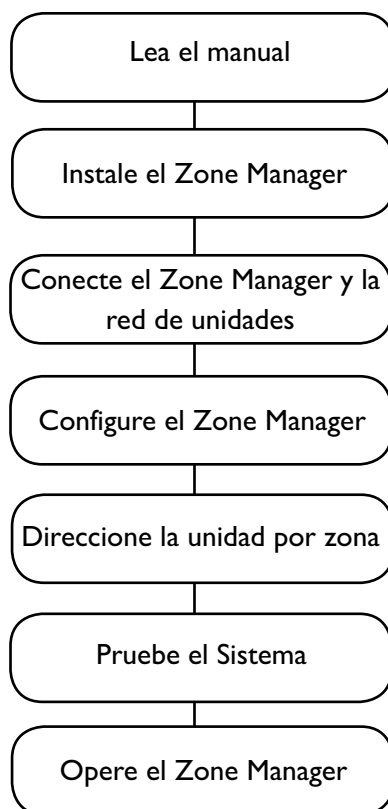 Lea el manual
Instale el Zone Manager
Conecte el Zone Manager y la
red de unidades
Configure el Zone Manager
Direccione la unidad por zona
Pruebe el Sistema
Opere el Zone Manager